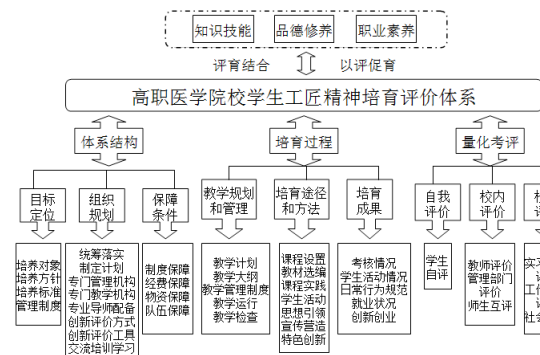 知识技能 品德修养 职业素养
评育结合 以评促育
高职医学院校学生工匠精神培育评价体系
体系结构 培育过程 量化考评
目标
定位
组织
规划
保障
条件
教学规划
和管理
培育途径
和方法
培育
成果
自我
评价
校内
评价
培养对象
培养方针
培养标准
管理制度
统筹落实
制定计划
专门管理机构
专门教学机构
专业导师配备
创新评价方式
创新评价工具
交流培训学习
制度保障
经费保障
物资保障
队伍保障
教学计划
教学大纲
教学管理制度
教学运行
教学检查
课程设置
教材选编
课程实践
学生活动
思想引领
宣传营造
特色创新
考核情况
学生活动情况
日常行为规范
就业状况
创新创业
学生
自评
教师评价
管理部门
评价
师生互评